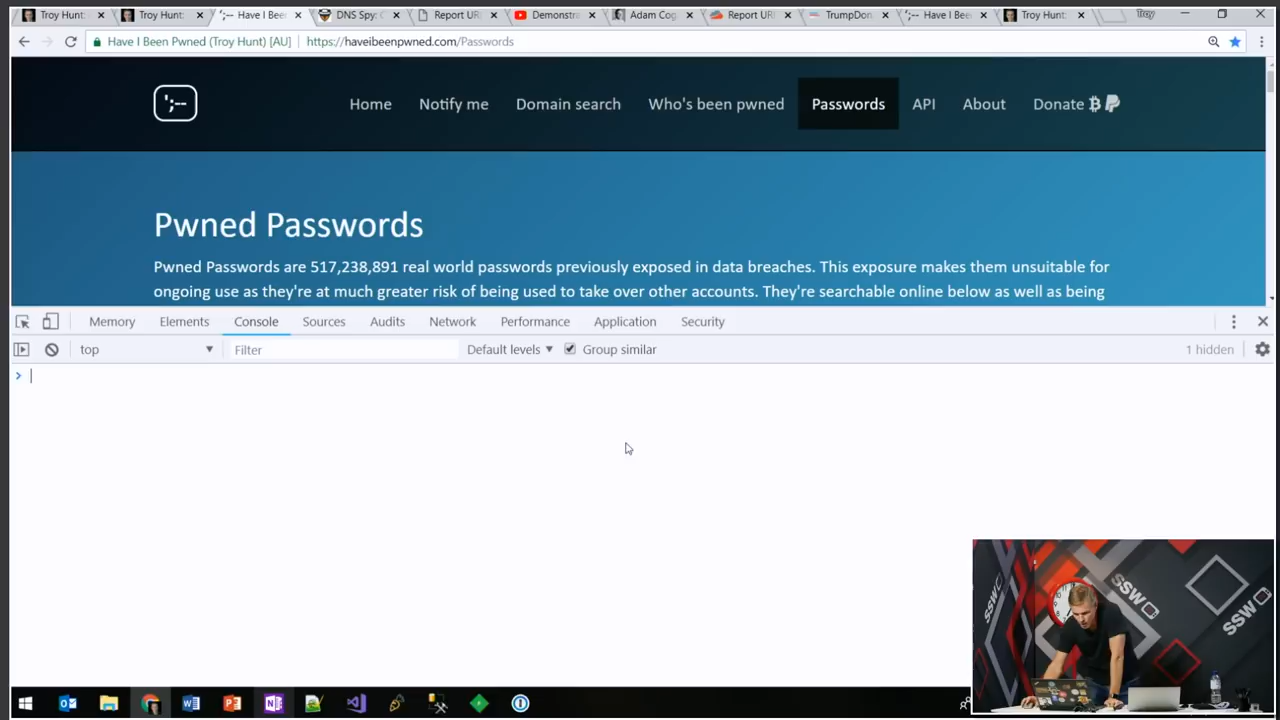 Troy Hunt:
Troy Hunt:
';-- Have I Bee
DNS Spy: C
Report URI
Demonstra
Adam Cog
Report URI
TrumpDon
';-- Have I Bee
Troy Hunt:
Troy
Have I Been Pwned (Troy Hunt) [AU]
https://haveibeenpwned.com/Passwords
';--
Home
Notify me
Domain search
Who's been pwned
Passwords
API
About
Donate
Pwned Passwords
Pwned Passwords are 517,238,891 real world passwords previously exposed in data breaches. This exposure makes them unsuitable for
ongoing use as they're at much greater risk of being used to take over other accounts. They're searchable online below as well as being
Memory
Elements
Console
Sources
Audits
Network
Performance
Application
Security
top
Filter
Default levels
Group similar
1 hidden
>
SSW
SSW
SSW